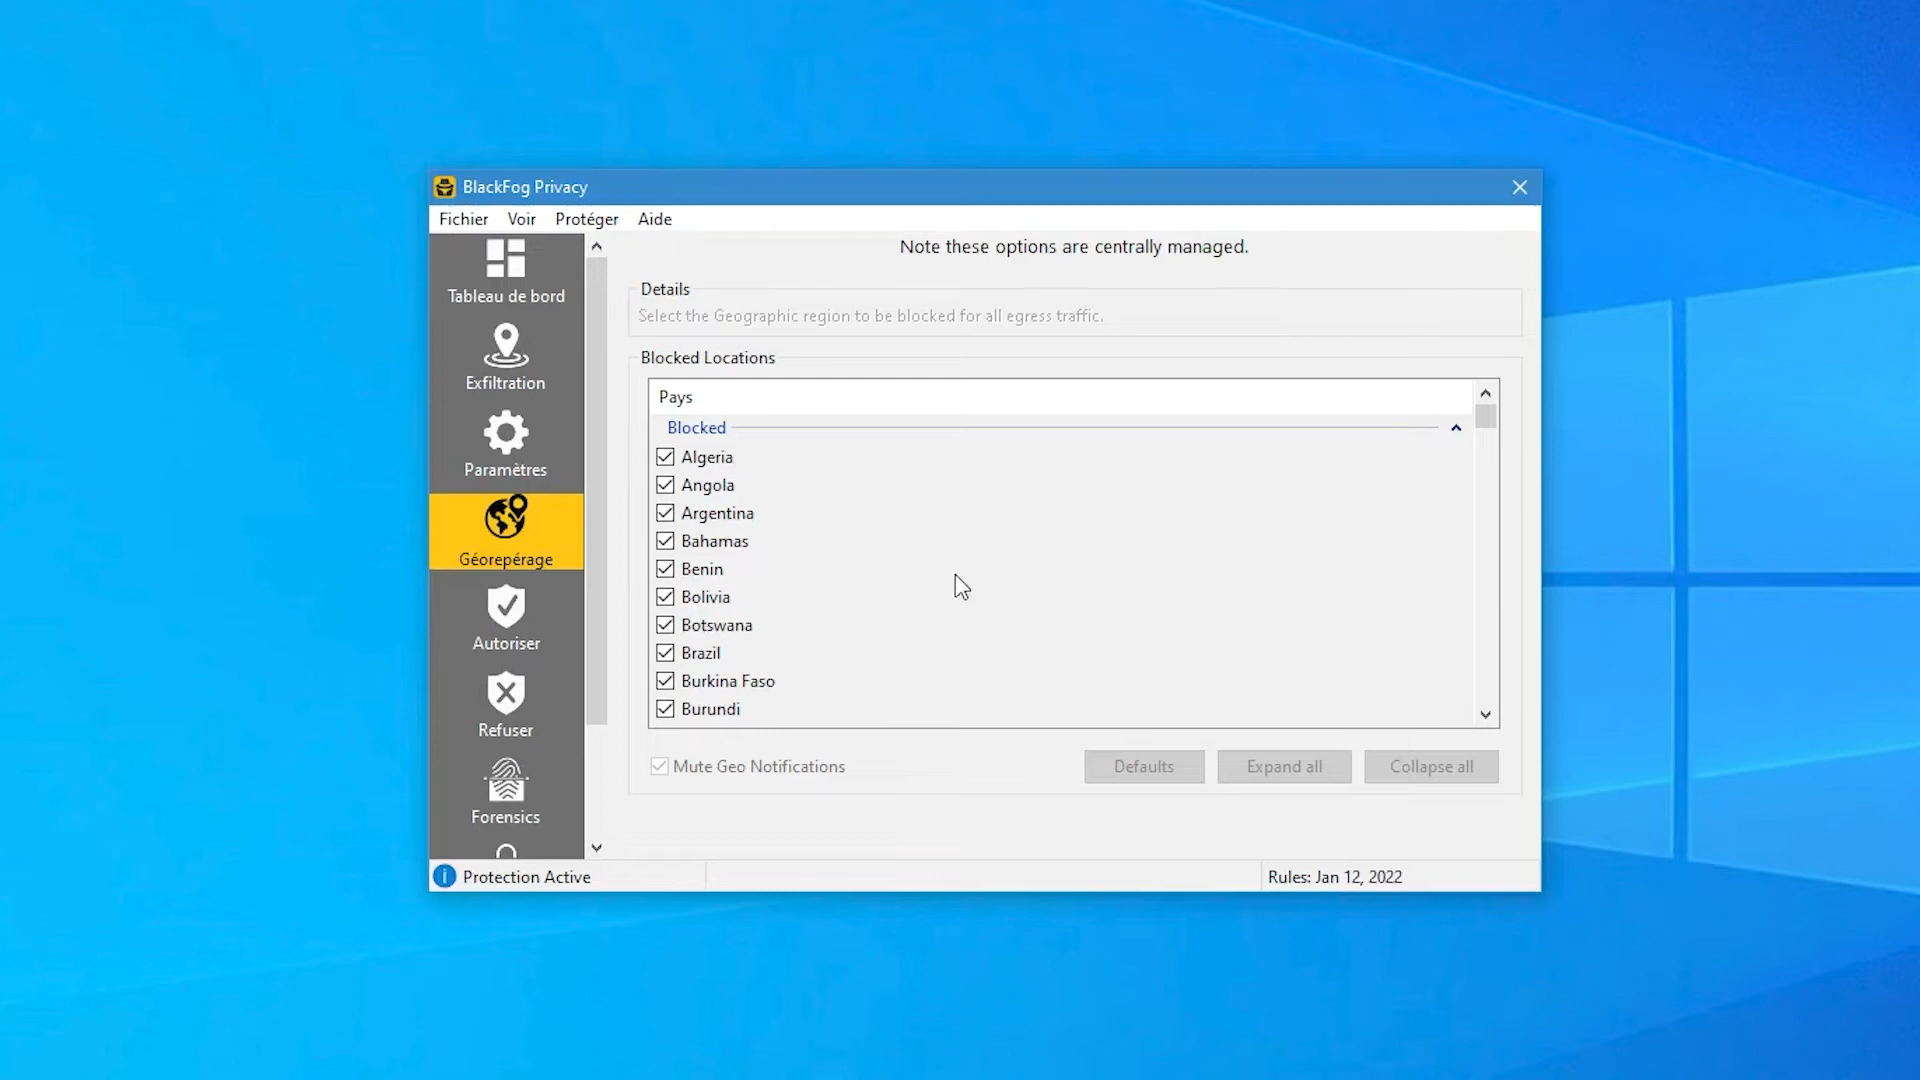 BlackFog Privacy
Fichier Voir Protéger Aide
Tableau de bord
Exfiltration
Paramètres
Géorepérage
Autoriser
Refuser
Forensics
Note these options are centrally managed.
Details
Select the Geographic region to be blocked for all egress traffic.
Blocked Locations
Pays
Blocked
Algeria
Angola
Argentina
Bahamas
Benin
Bolivia
Botswana
Brazil
Burkina Faso
Burundi
Mute Geo Notifications Defaults Expand all Collapse all
Protection Active Rules: Jan 12, 2022